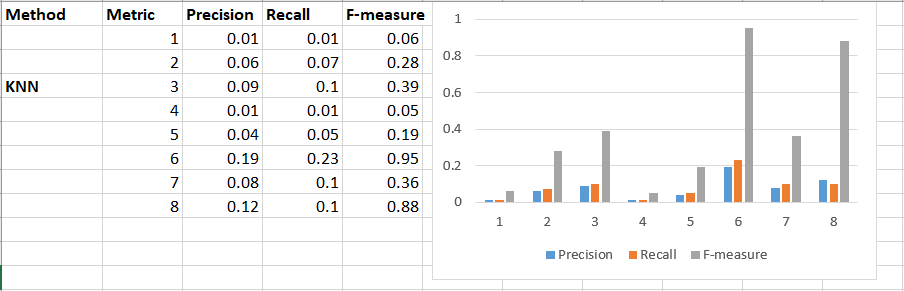 Method Metric Precision Recall F-measure
1 0.01 0.01 0.06
2 0.06 0.07 0.28
KNN 3 0.09 0.1 0.39
4 0.01 0.01 0.05
5 0.04 0.05 0.19
6 0.19 0.23 0.95
7 0.08 0.1 0.36
8 0.12 0.1 0.88
1
0.8
0.6
0.4
0.2
0
1 2 3 4 5 6 7 8
Precision Recall F-measure